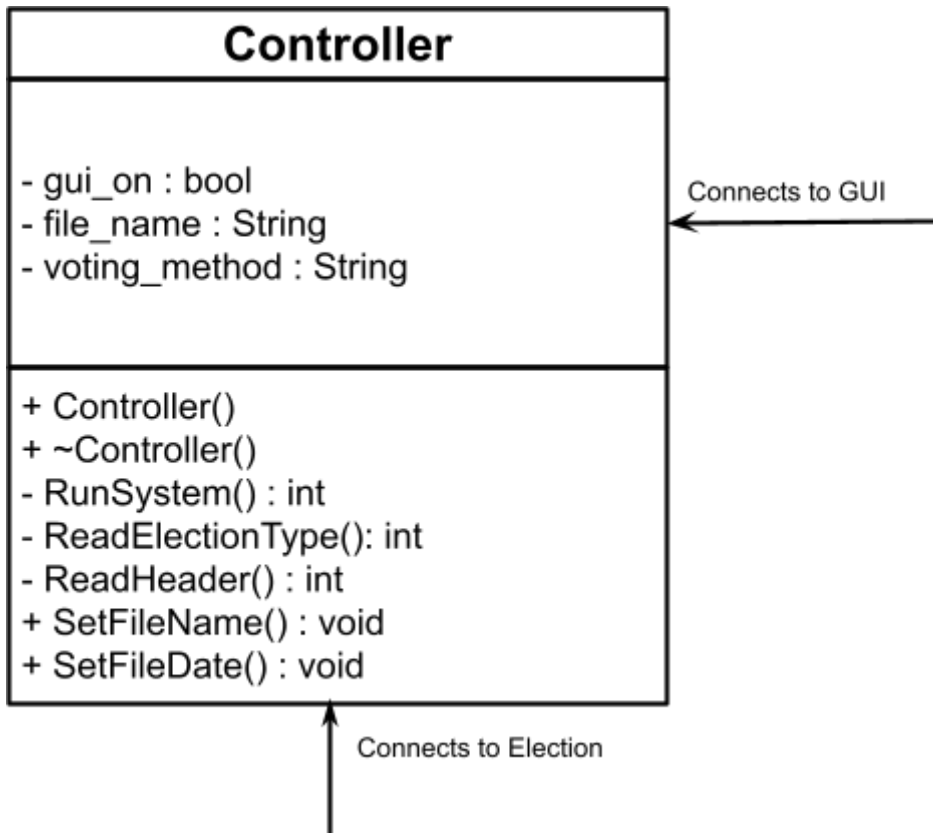 Controller
- gui_on : bool
- file_name : String
- voting_method : String
Connects to GUI
+ Controller()
+ ~Controller()
- RunSystem() : int
- ReadElectionType(): int
- ReadHeader() : int
+ SetFileName() : void
+ SetFileDate() : void
Connects to Election